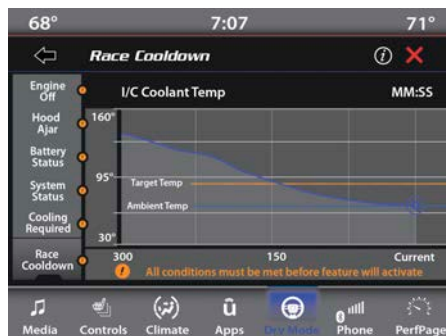 68° 7:07 71°
Race Cooldown i
Engine
Off
I/C Coolant Temp MM:SS
Hood
Ajar
160°
Battery
Status
95°
Target Temp
System
Status
Ambient Temp
Cooling
Required
30°
Race
Cooldown
300 150 Current
! All conditions must be met before feature will activate
Media Controls Climate Apps Dry Mode Phone PerfPage